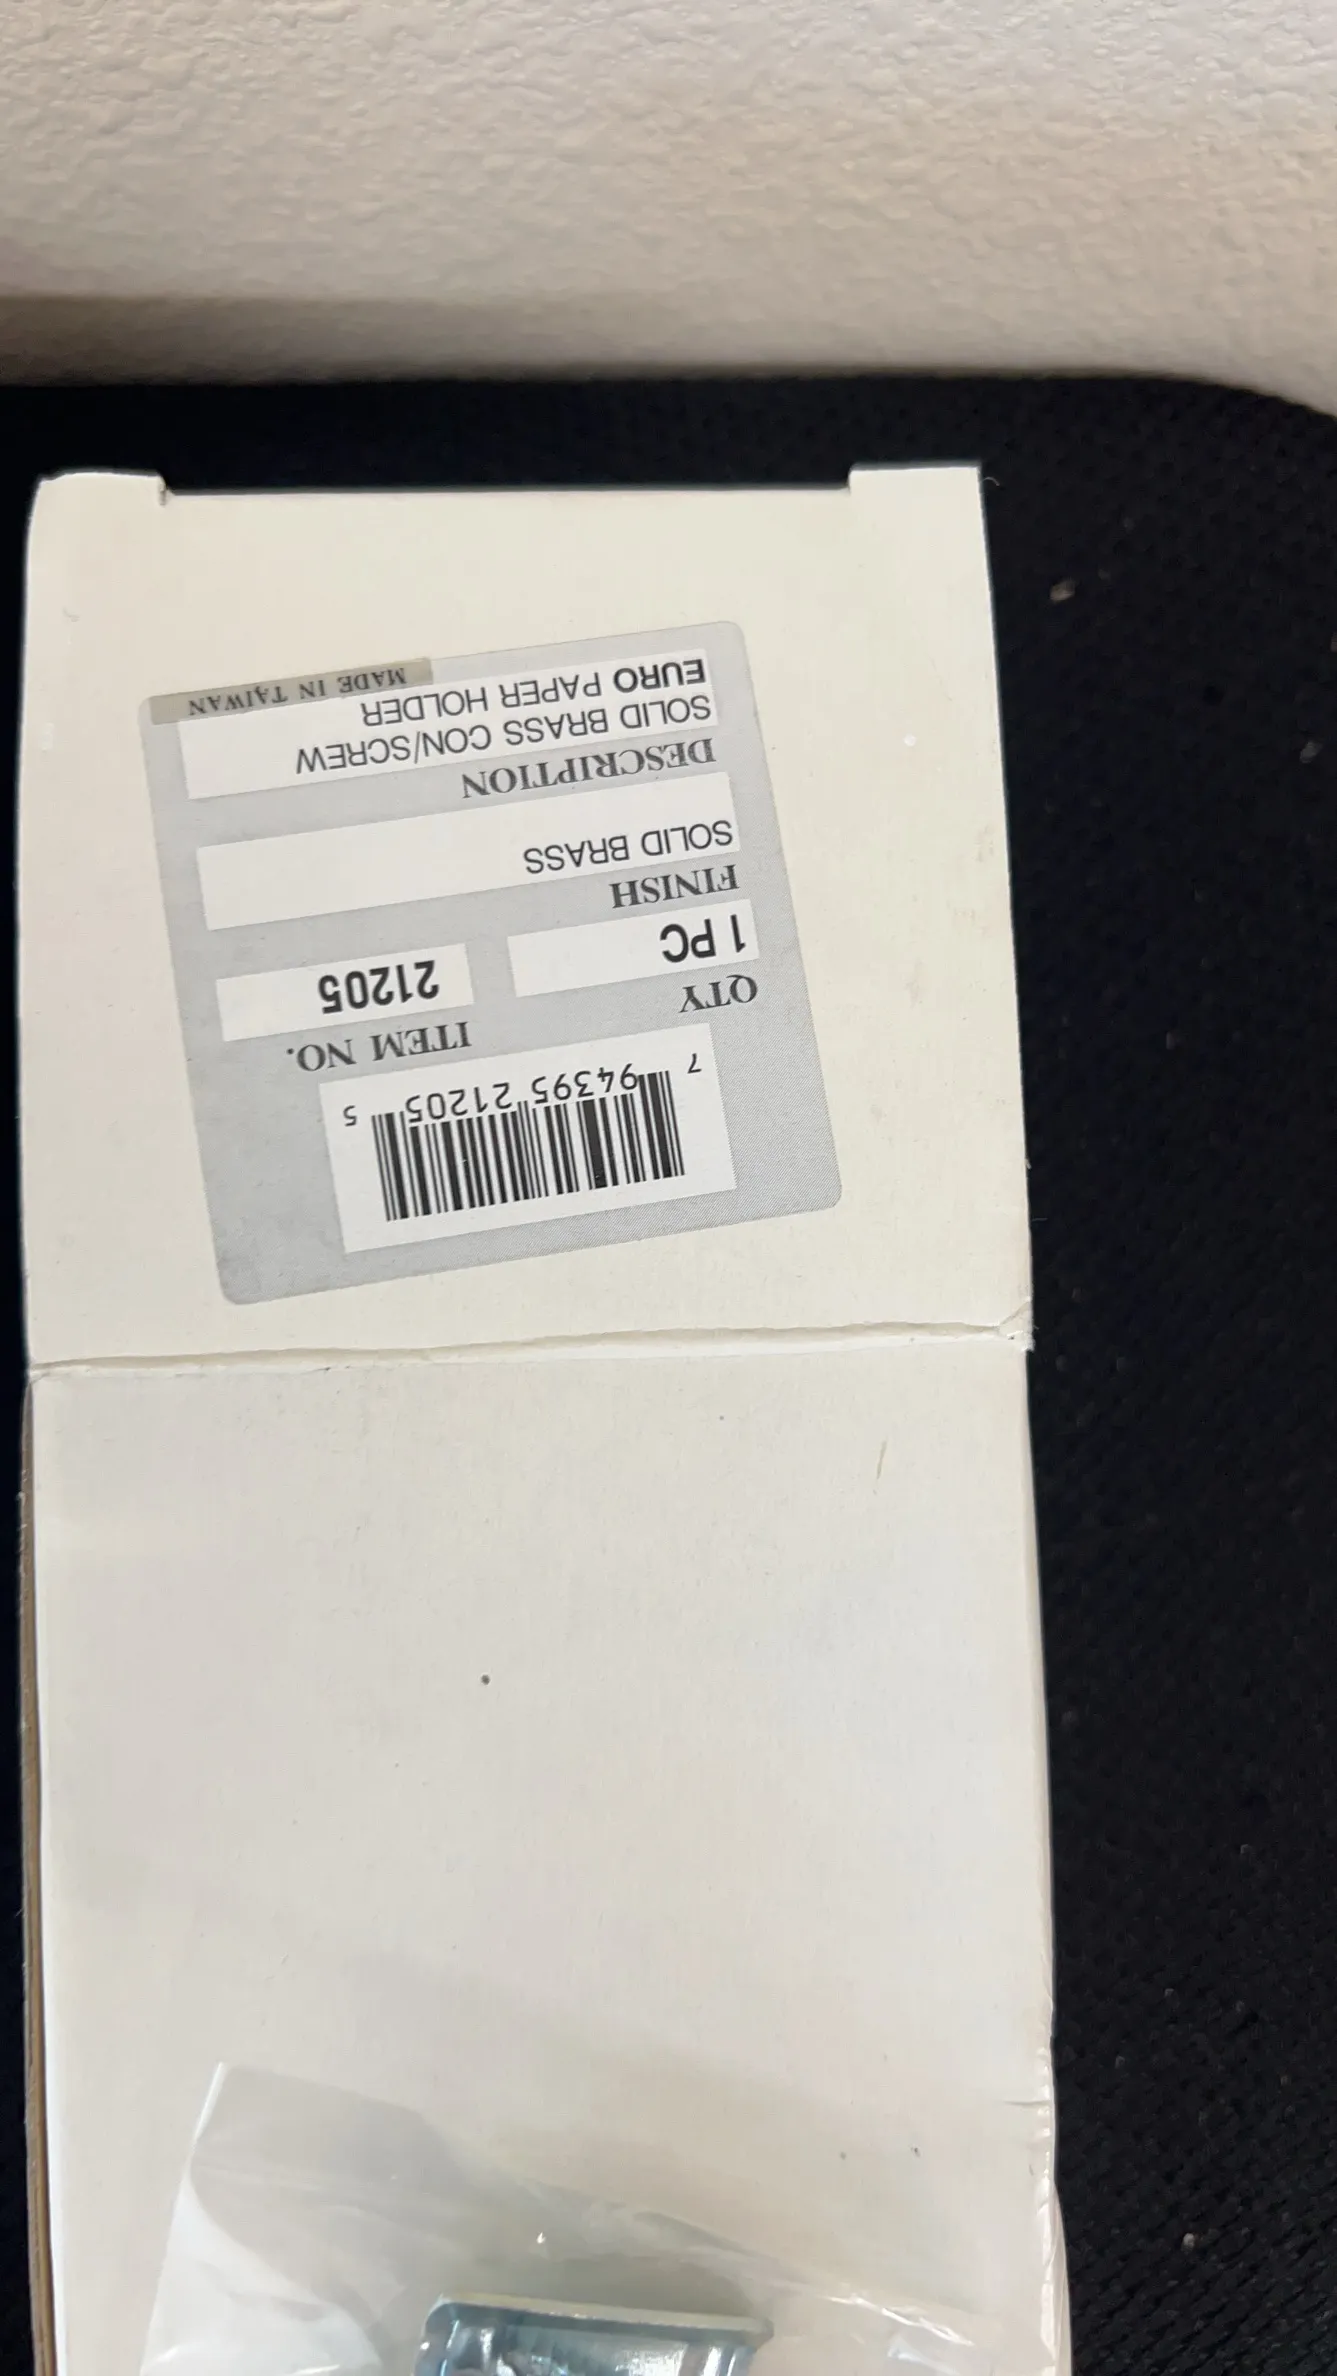 7 94395 21205 5
QTY ITEM NO.
1 PC 21205
FINISH
SOLID BRASS
DESCRIPTION
SOLID BRASS CON/SCREW
EURO PAPER HOLDER
MADE IN TAIWAN